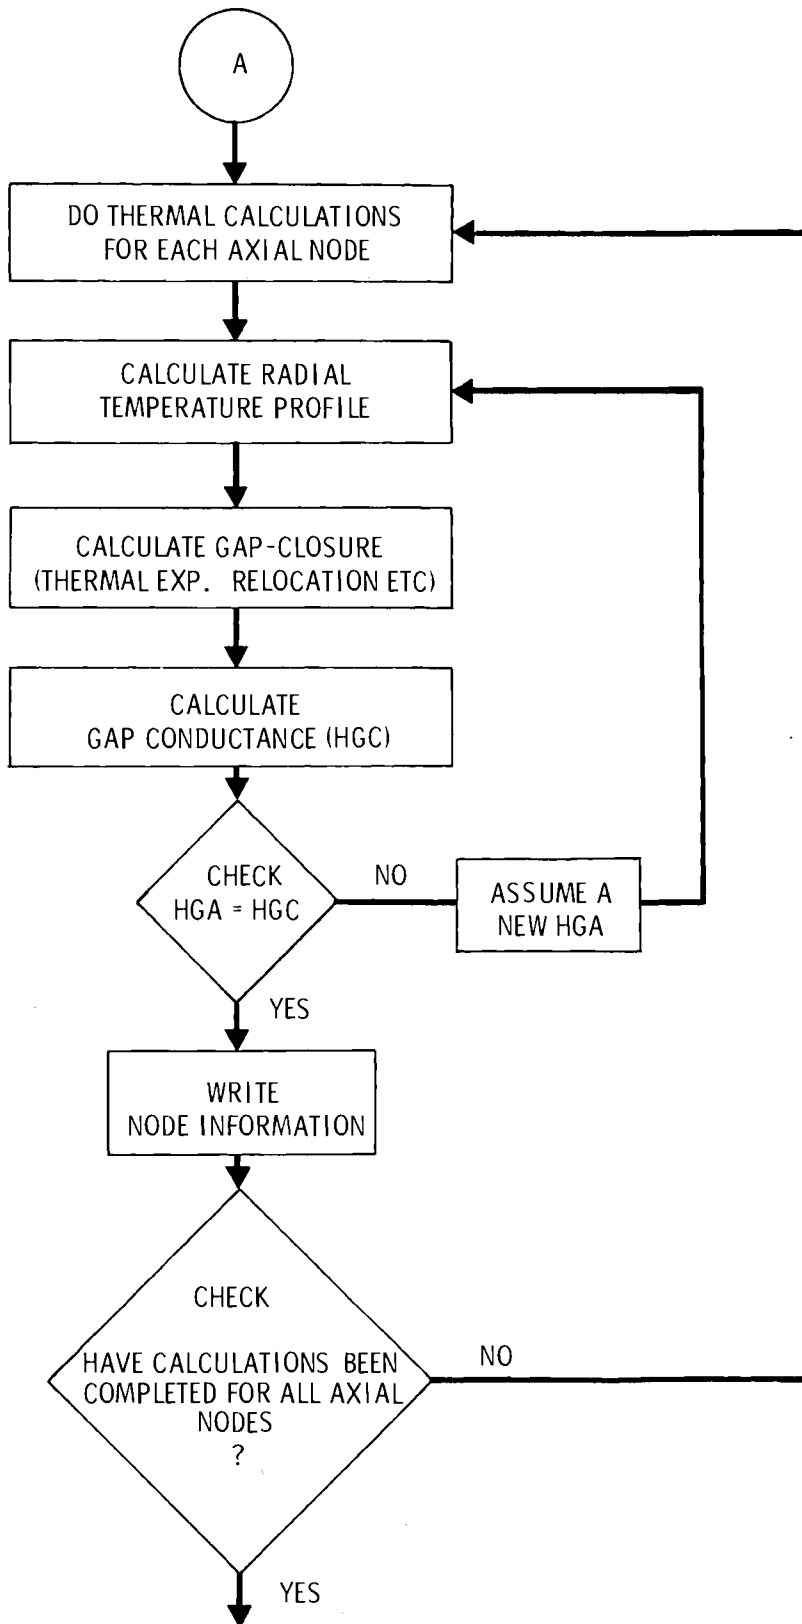 A
DO THERMAL CALCULATIONS
FOR EACH AXIAL NODE
CALCULATE RADIAL
TEMPERATURE PROFILE
CALCULATE GAP-CLOSURE
(THERMAL EXP. RELOCATION ETC)
CALCULATE
GAP CONDUCTANCE (HGC)
CHECK
HGA = HGC
NO
ASSUME A
NEW HGA
YES
WRITE
NODE INFORMATION
CHECK
HAVE CALCULATIONS BEEN
COMPLETED FOR ALL AXIAL
NODES
?
NO
YES